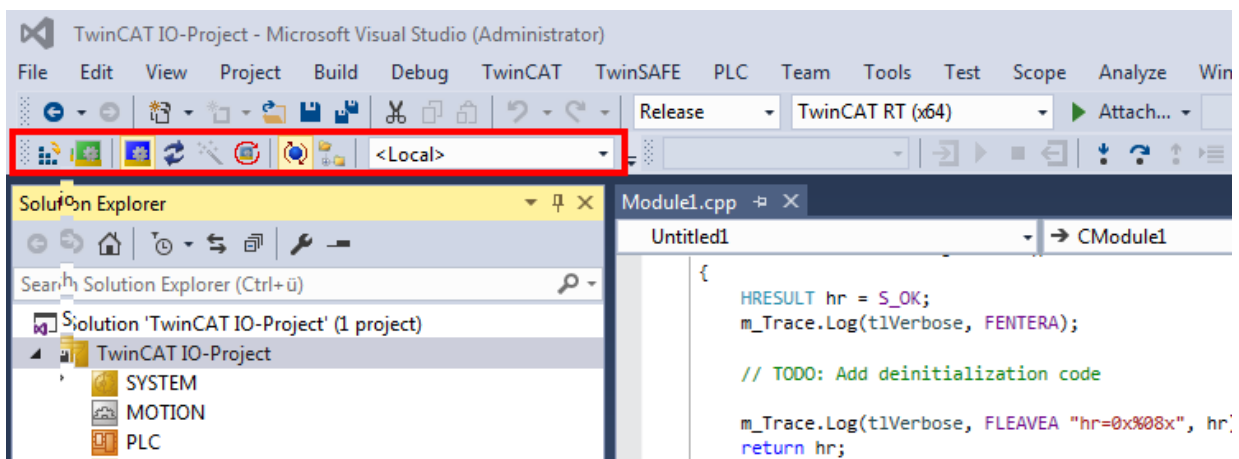 TwinCAT IO-Project - Microsoft Visual Studio (Administrator)
File Edit View Project Build Debug TwinCAT TwinSAFE PLC Team Tools Test Scope Analyze Win
Release TwinCAT RT (x64) Attach...
<Local>
Solution Explorer
Module1.cpp
Untitled1 CModule1
Search Solution Explorer (Ctrl+ü)
Solution 'TwinCAT IO-Project' (1 project)
TwinCAT IO-Project
SYSTEM
MOTION
PLC
{
HRESULT hr = S_OK;
m_Trace.Log(tlVerbose, FENTERA);
// TODO: Add deinitialization code
m_Trace.Log(tlVerbose, FLEAVEA "hr=0x%08x", hr)
return hr;